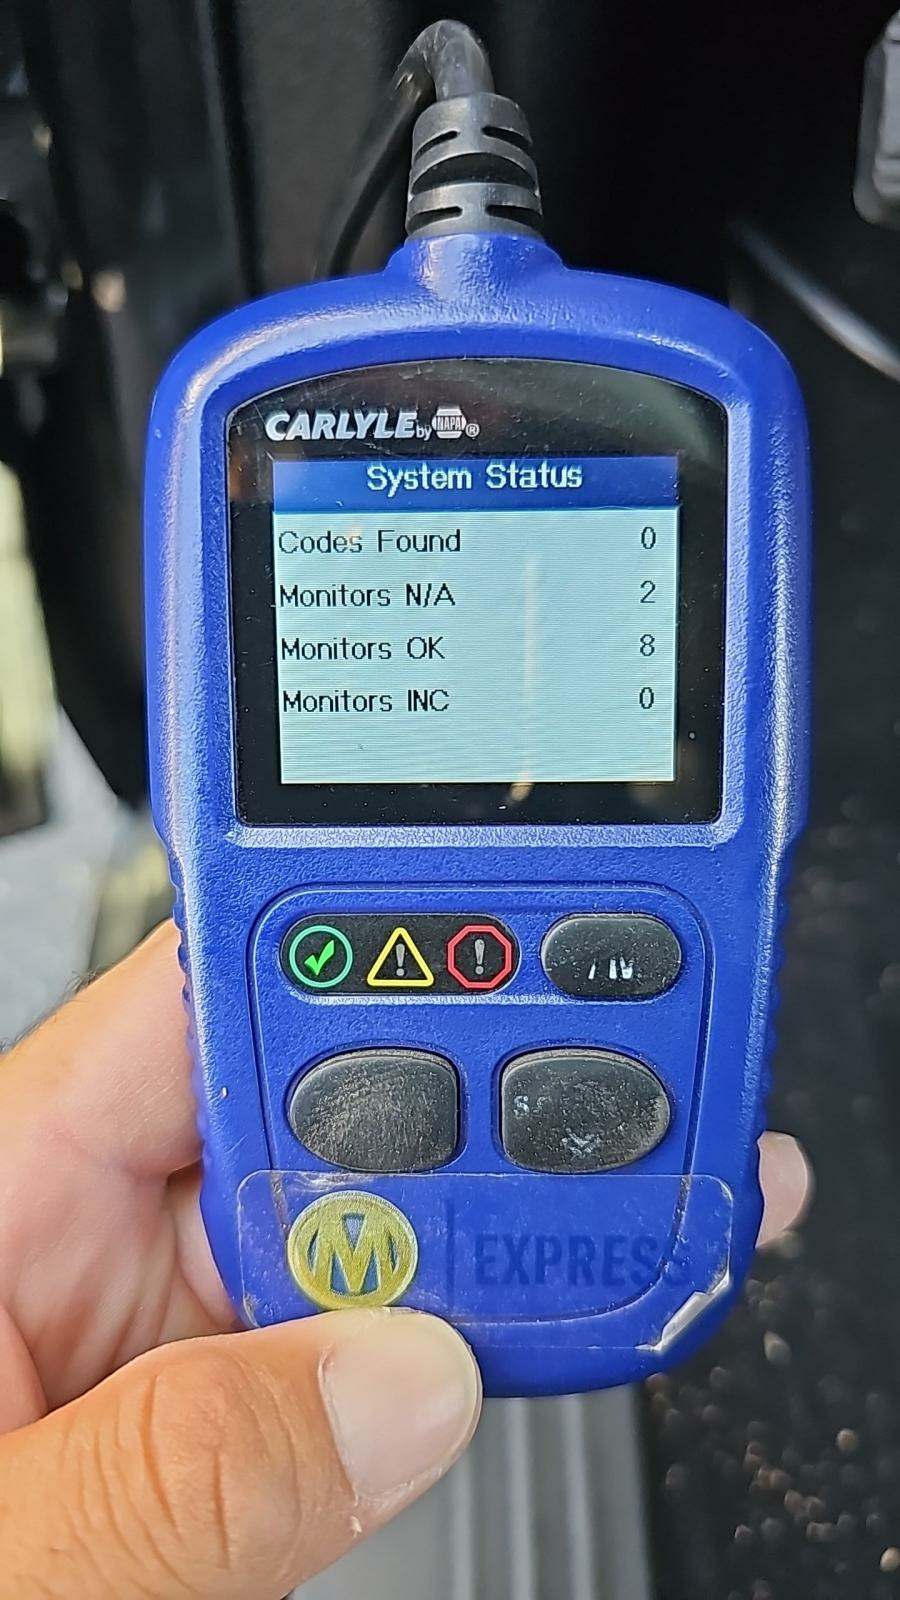 CARLYLE by NAPA ®
System Status
Codes Found 0
Monitors N/A 2
Monitors OK 8
Monitors INC 0
M EXPRESS